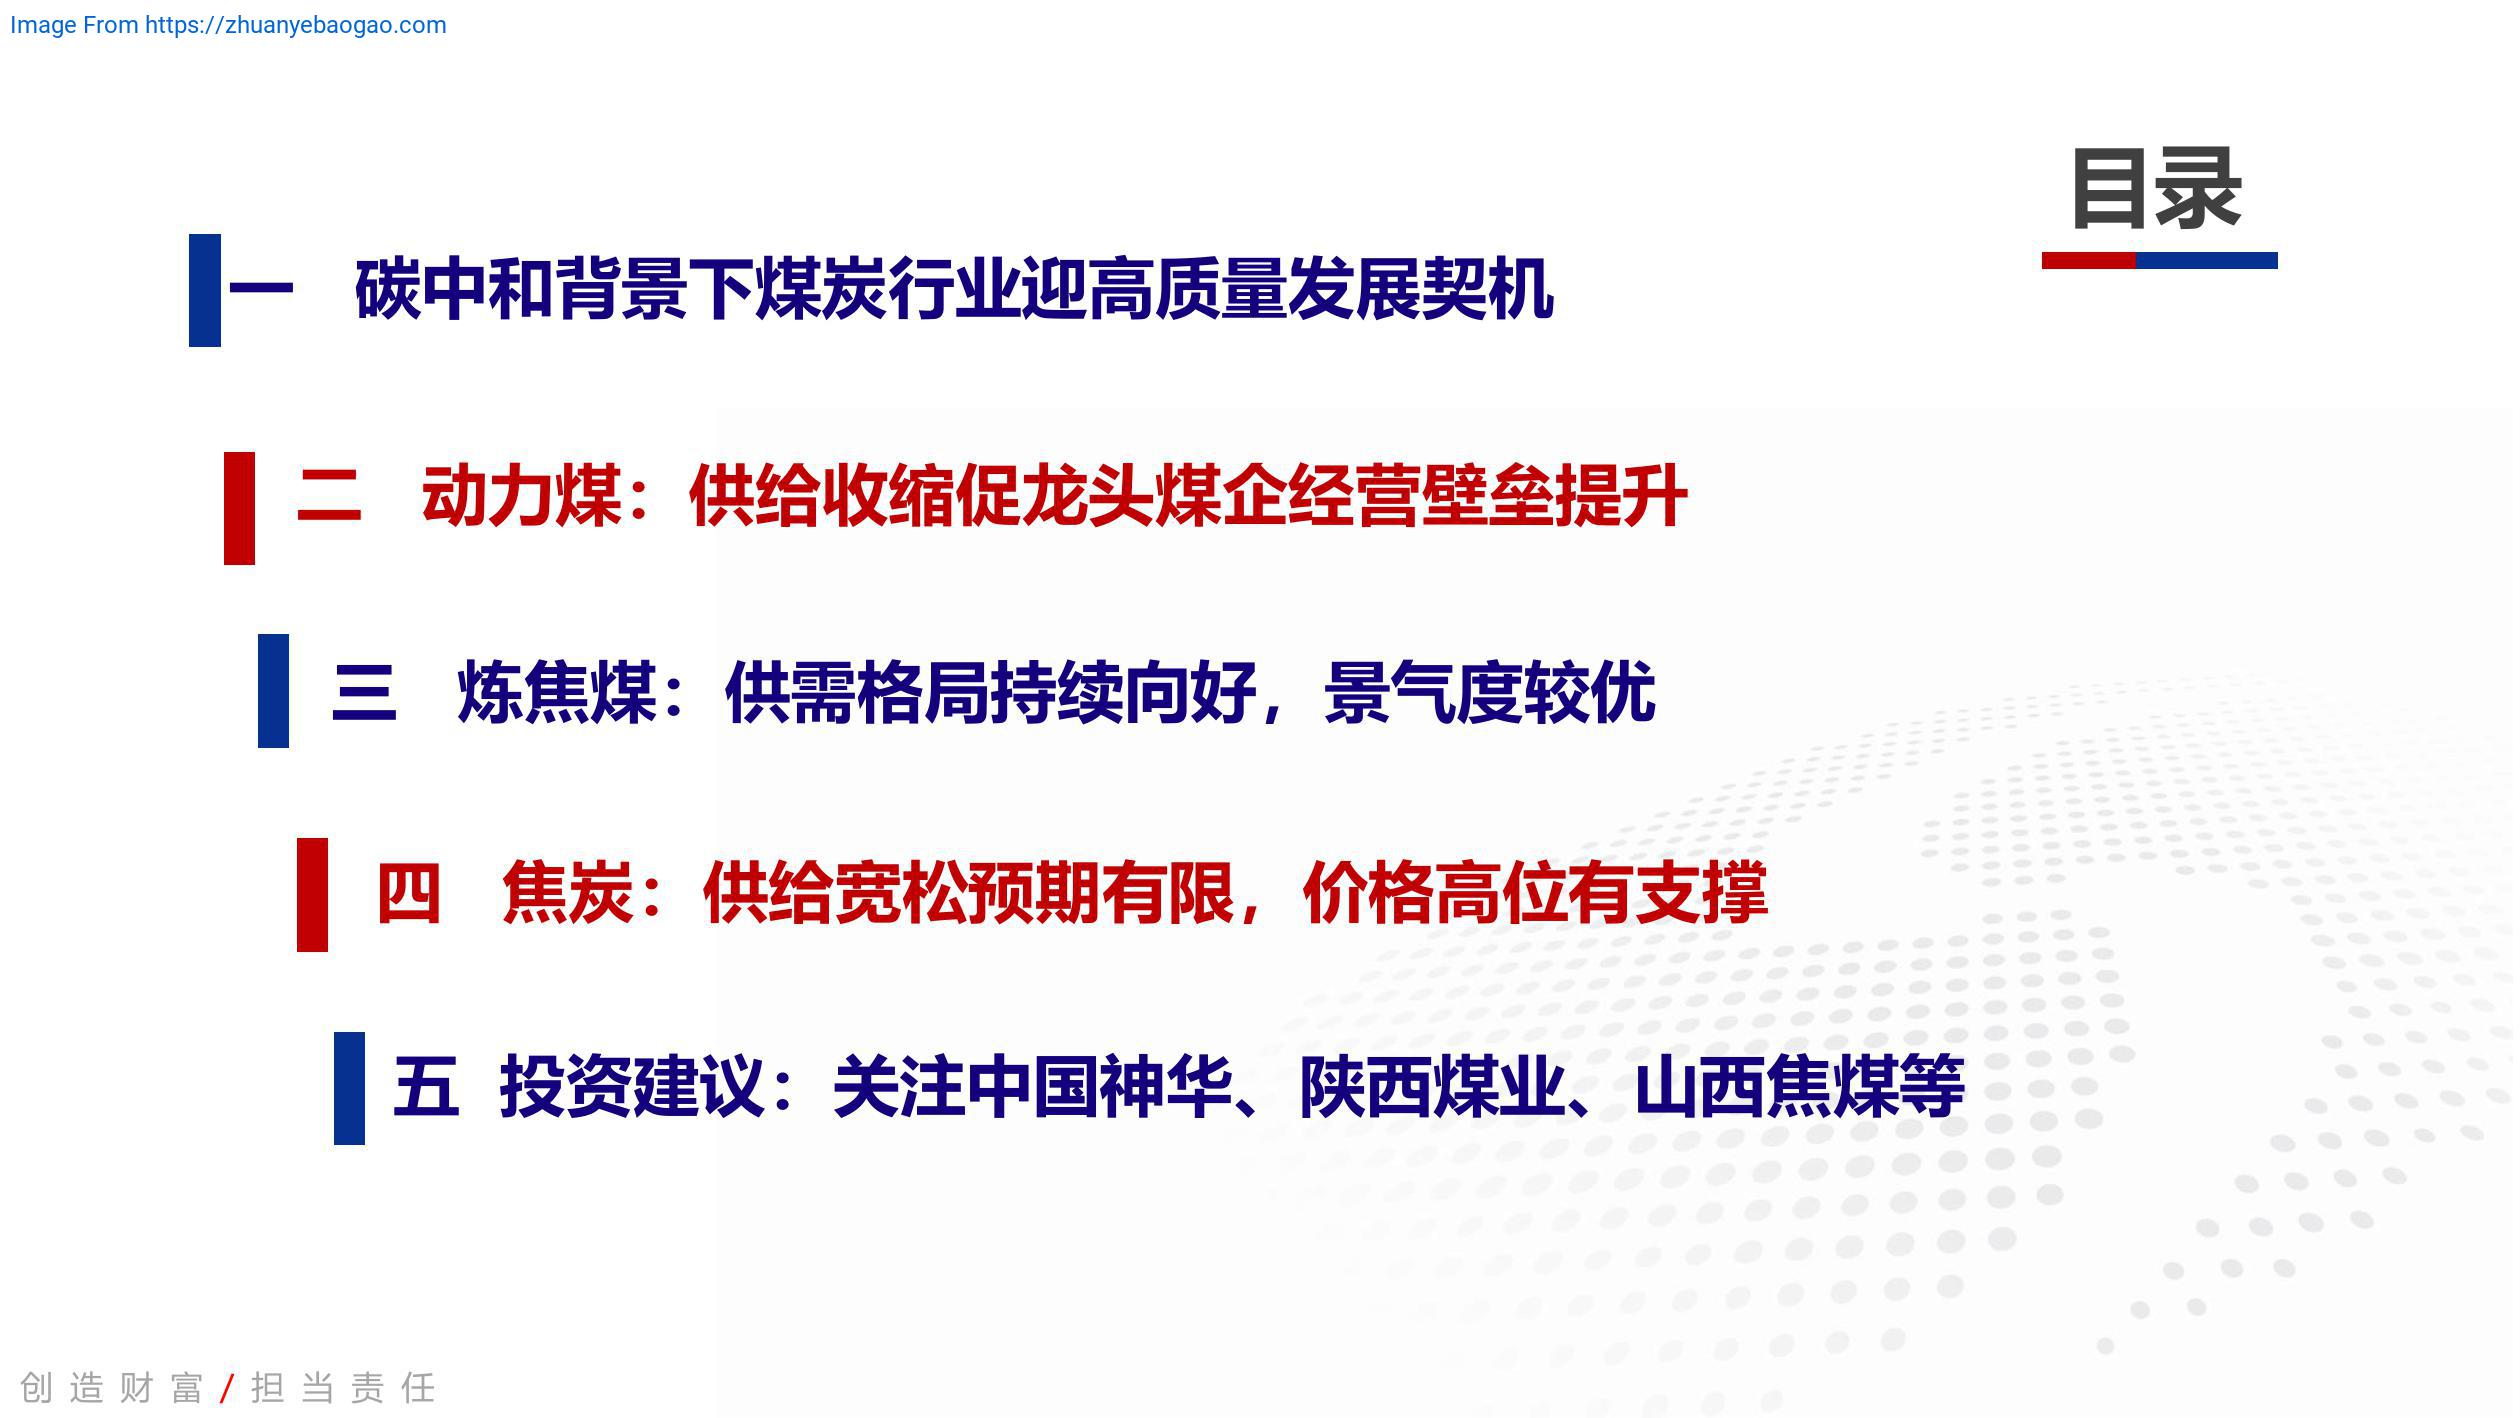 Image From https://zhuanyebaogao.com
目录
一 碳中和背景下煤炭行业迎高质量发展契机
二 动力煤：供给收缩促龙头煤企经营壁垒提升
三 炼焦煤：供需格局持续向好，景气度较优
四 焦炭：供给宽松预期有限，价格高位有支撑
五 投资建议：关注中国神华、陕西煤业、山西焦煤等
创造财富/担当责任